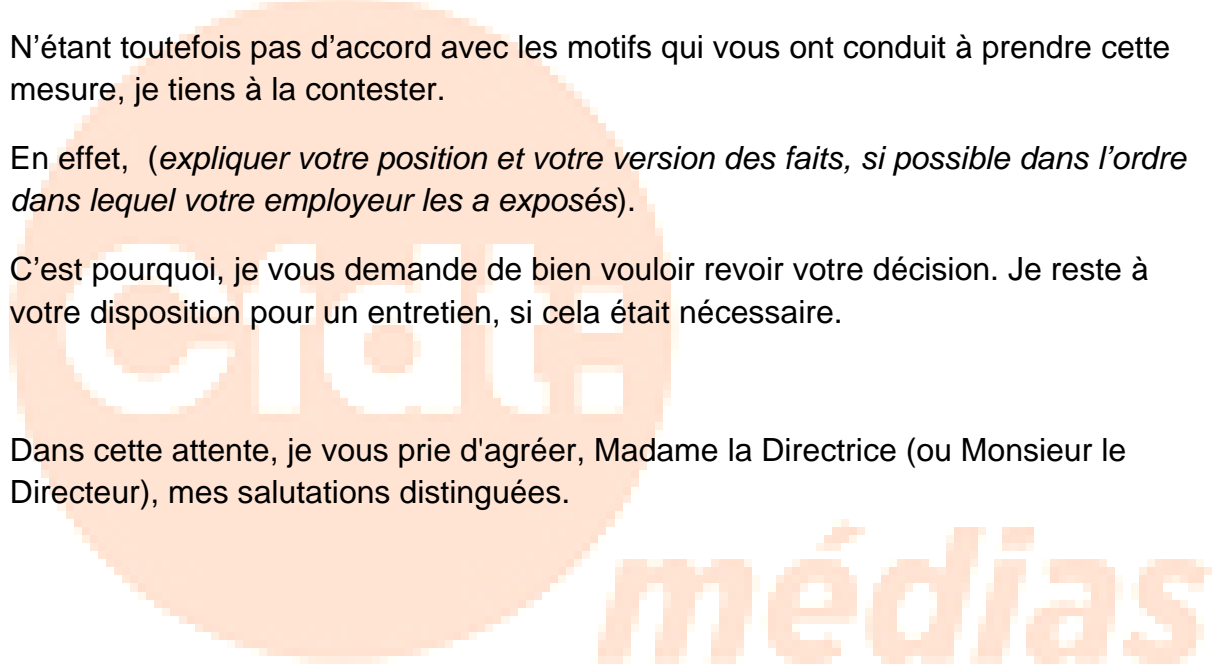 N’étant toutefois pas d’accord avec les motifs qui vous ont conduit à prendre cette
mesure, je tiens à la contester.
En effet,  (expliquer votre position et votre version des faits, si possible dans l’ordre
dans lequel votre employeur les a exposés).
C’est pourquoi, je vous demande de bien vouloir revoir votre décision. Je reste à
votre disposition pour un entretien, si cela était nécessaire.
cfdt:
Dans cette attente, je vous prie d'agréer, Madame la Directrice (ou Monsieur le
Directeur), mes salutations distinguées.
médias